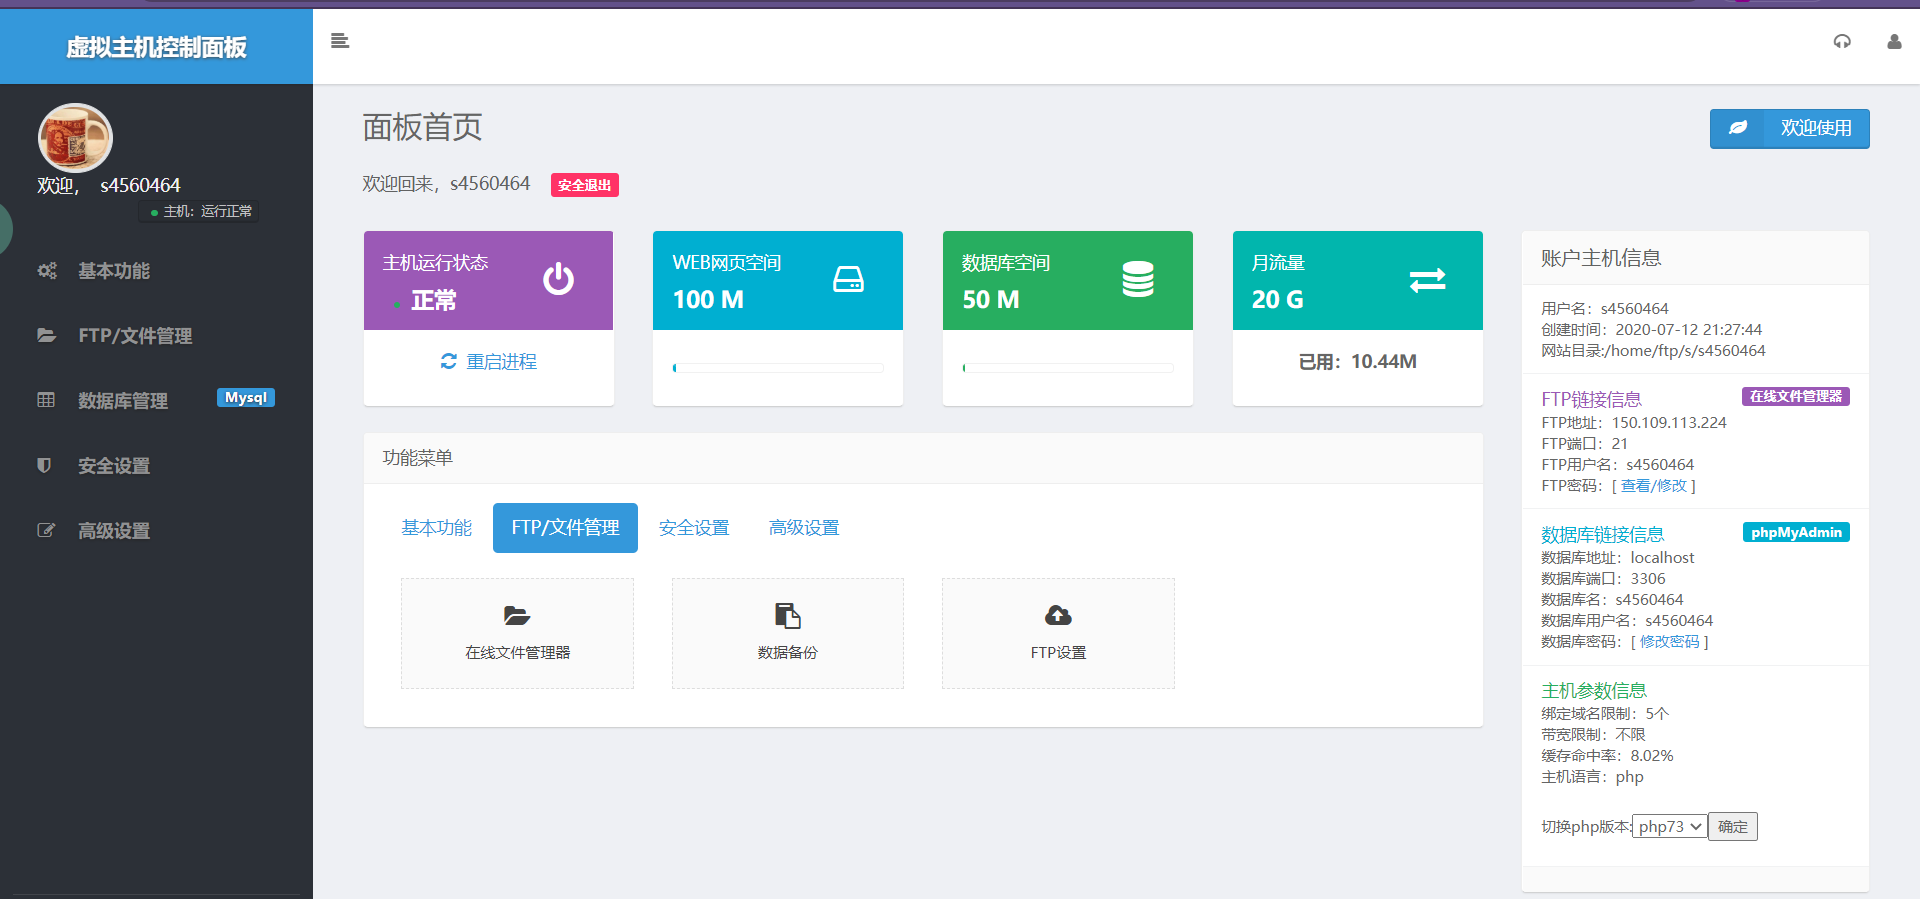 虚拟主机控制面板
欢迎， s4560464
主机：运行正常
基本功能
FTP/文件管理
数据库管理 Mysql
安全设置
高级设置
面板首页
欢迎使用
欢迎回来，s4560464 安全退出
主机运行状态
正常
重启进程
WEB网页空间
100 M
数据库空间
50 M
月流量
20 G
已用：10.44M
功能菜单
基本功能 FTP/文件管理 安全设置 高级设置
在线文件管理器 数据备份 FTP设置
账户主机信息
用户名：s4560464
创建时间：2020-07-12 21:27:44
网站目录:/home/ftp/s/s4560464
FTP链接信息 在线文件管理器
FTP地址：150.109.113.224
FTP端口：21
FTP用户名：s4560464
FTP密码：[ 查看/修改 ]
数据库链接信息 phpMyAdmin
数据库地址：localhost
数据库端口：3306
数据库名：s4560464
数据库用户名：s4560464
数据库密码：[ 修改密码 ]
主机参数信息
绑定域名限制：5个
带宽限制：不限
缓存命中率：8.02%
主机语言：php
切换php版本:php73 确定